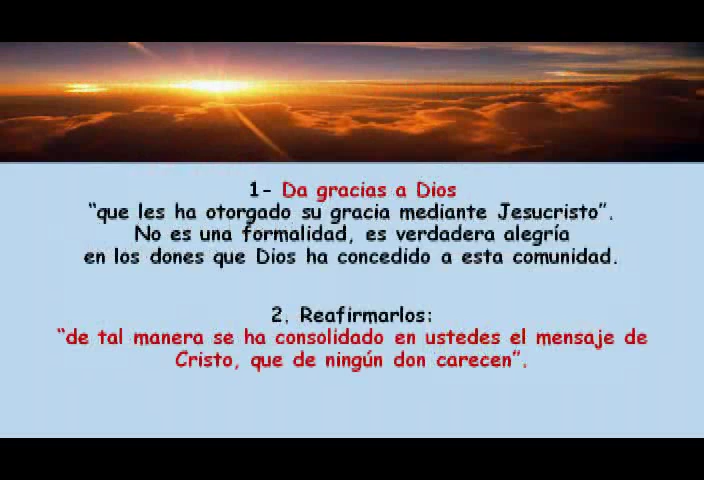 1- Da gracias a Dios
“que les ha otorgado su gracia mediante Jesucristo”.
No es una formalidad, es verdadera alegría
en los dones que Dios ha concedido a esta comunidad.
2. Reafirmarlos:
“de tal manera se ha consolidado en ustedes el mensaje de
Cristo, que de ningún don carecen”.